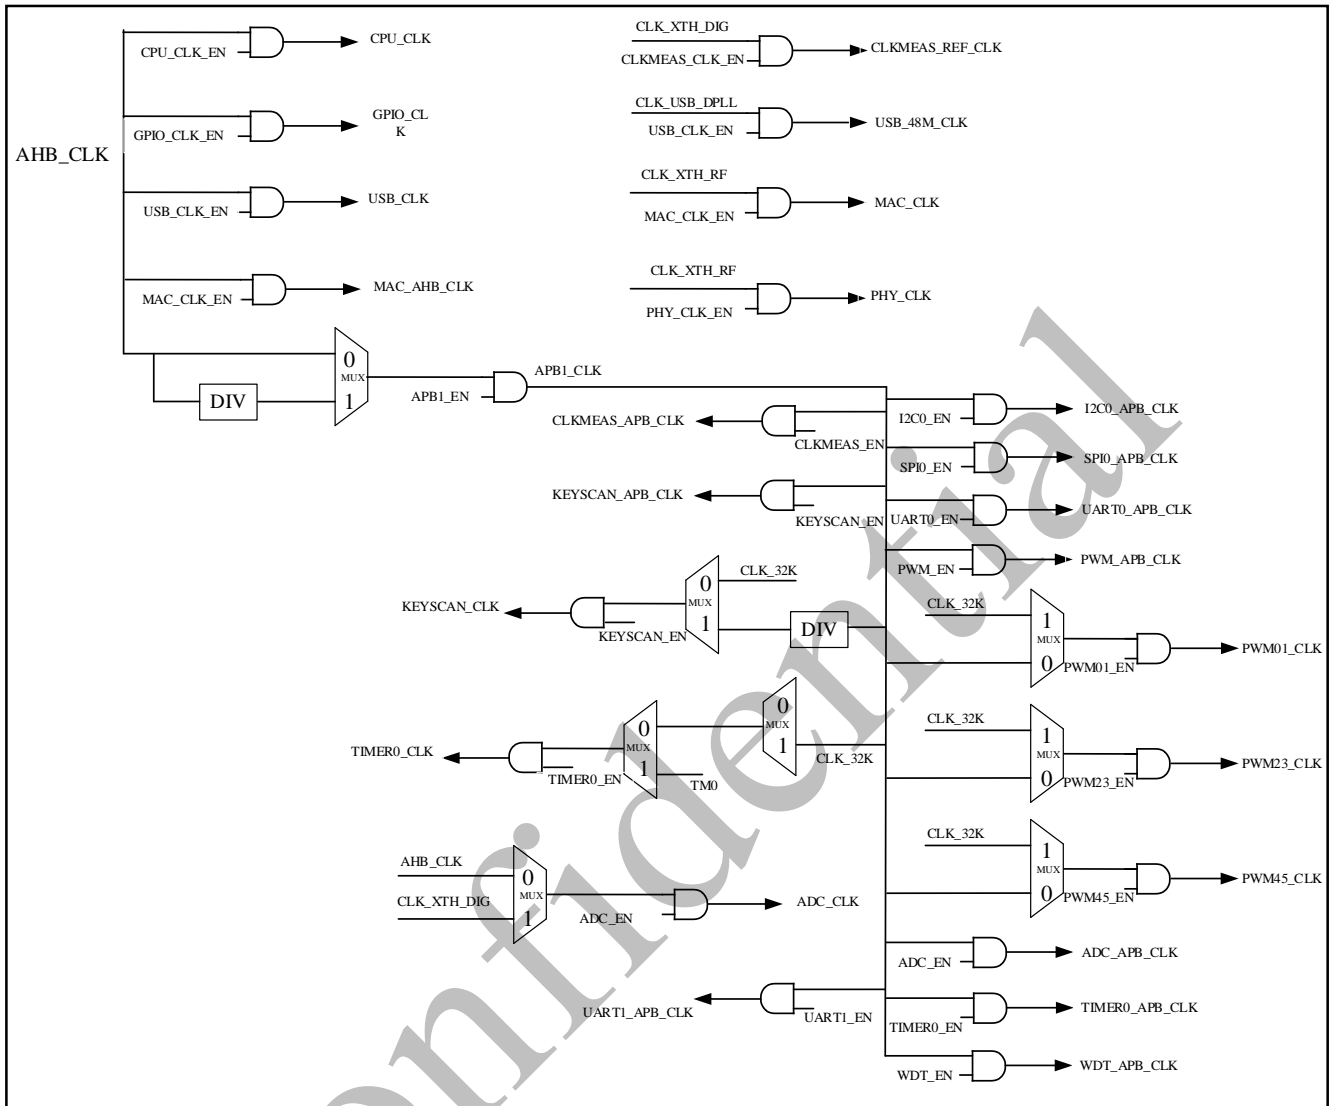 CPU_CLK_EN
CPU_CLK
CLK_XTH_DIG
CLKMEAS_CLK_EN
CLKMEAS_REF_CLK
AHB_CLK
GPIO_CLK_EN
GPIO_CL
K
CLK_USB_DPLL
USB_CLK_EN
USB_48M_CLK
USB_CLK_EN
USB_CLK
CLK_XTH_RF
MAC_CLK_EN
MAC_CLK
MAC_CLK_EN
MAC_AHB_CLK
CLK_XTH_RF
PHY_CLK_EN
PHY_CLK
DIV
0
MUX
1
APB1_EN
APB1_CLK
CLKMEAS_APB_CLK
CLKMEAS_EN
I2C0_EN
I2C0_APB_CLK
SPI0_EN
SPI0_APB_CLK
KEYSCAN_APB_CLK
KEYSCAN_EN
UART0_EN
UART0_APB_CLK
PWM_EN
PWM_APB_CLK
KEYSCAN_CLK
KEYSCAN_EN
0
MUX
1
CLK_32K
DIV
CLK_32K
1
MUX
0
PWM01_EN
PWM01_CLK
TIMER0_CLK
TIMER0_EN
0
MUX
1
TM0
0
MUX
1
CLK_32K
CLK_32K
1
MUX
0
PWM23_EN
PWM23_CLK
AHB_CLK
CLK_XTH_DIG
0
MUX
1
ADC_EN
ADC_CLK
CLK_32K
1
MUX
0
PWM45_EN
PWM45_CLK
ADC_EN
ADC_APB_CLK
UART1_APB_CLK
UART1_EN
TIMER0_EN
TIMER0_APB_CLK
WDT_EN
WDT_APB_CLK
onfidential